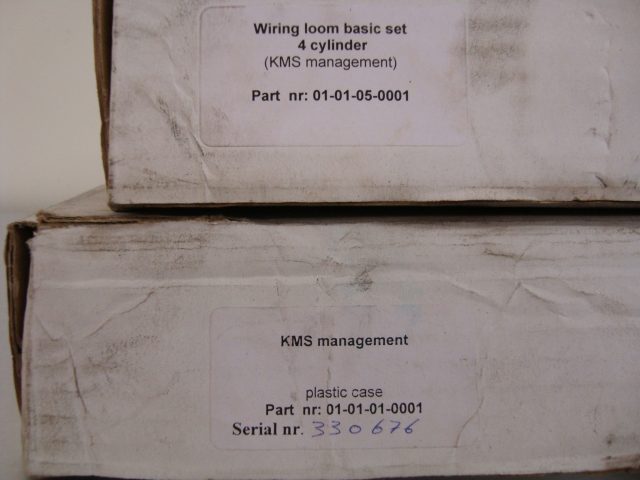 Wiring loom basic set
4 cylinder
(KMS management)
Part nr: 01-01-05-0001
KMS management
plastic case
Part nr: 01-01-01-0001
Serial nr. 330676